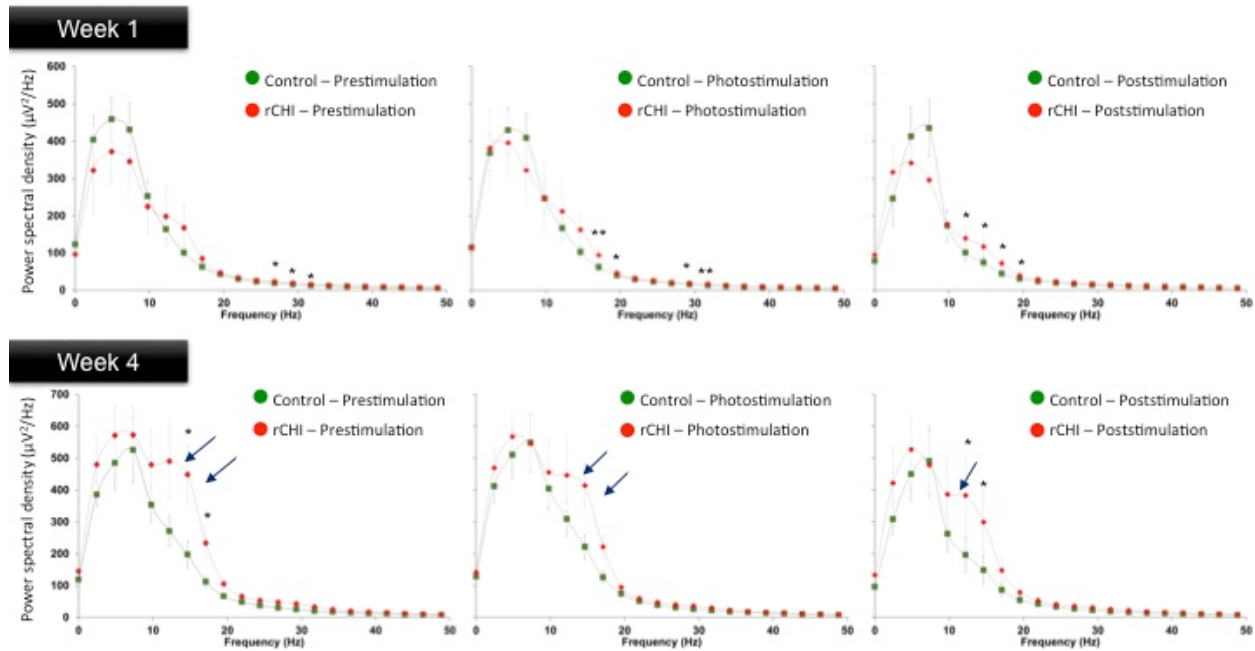 Week 1
Power spectral density (µV²/Hz)
600
500
400
300
200
100
0
Control – Prestimulation
rCHI – Prestimulation
* * *
0 10 20 30 40 50
Frequency (Hz)
Control – Photostimulation
rCHI – Photostimulation
** * * **
0 10 20 30 40 50
Frequency (Hz)
Control – Poststimulation
rCHI – Poststimulation
* * * *
0 10 20 30 40 50
Frequency (Hz)
Week 4
Power spectral density (µV²/Hz)
700
600
500
400
300
200
100
0
Control – Prestimulation
rCHI – Prestimulation
*
*
0 10 20 30 40 50
Frequency (Hz)
Control – Photostimulation
rCHI – Photostimulation
0 10 20 30 40 50
Frequency (Hz)
Control – Poststimulation
rCHI – Poststimulation
*
*
0 10 20 30 40 50
Frequency (Hz)